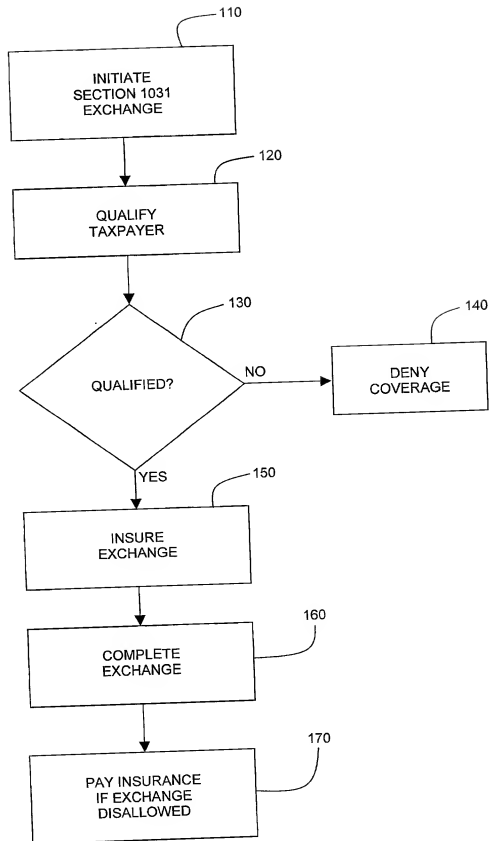 110
INITIATE
SECTION 1031
EXCHANGE
120
QUALIFY
TAXPAYER
130
QUALIFIED?
NO
140
DENY
COVERAGE
YES
150
INSURE
EXCHANGE
160
COMPLETE
EXCHANGE
170
PAY INSURANCE
IF EXCHANGE
DISALLOWED